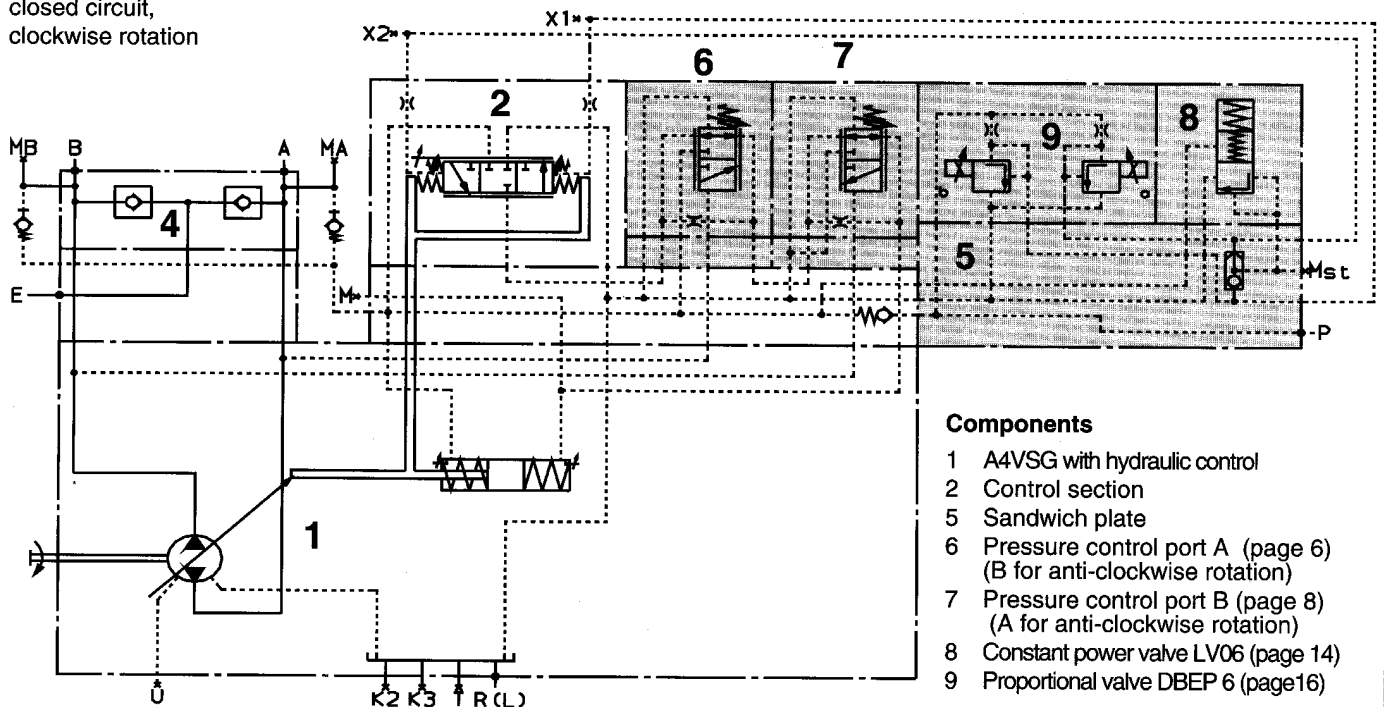 closed circuit,
clockwise rotation
X1
X2
6
7
2
8
9
MB
B
A
MA
4
5
E
M
Mst
P
1
Components
1 A4VSG with hydraulic control
2 Control section
5 Sandwich plate
6 Pressure control port A (page 6)
(B for anti-clockwise rotation)
7 Pressure control port B (page 8)
(A for anti-clockwise rotation)
8 Constant power valve LV06 (page 14)
9 Proportional valve DBEP 6 (page16)
U
K2
K3
T
R(L)